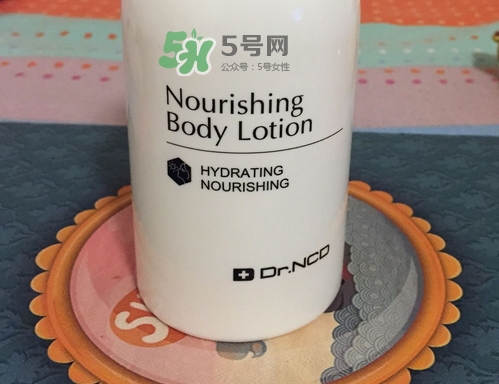 5号网
公众号：5号女性
Nourishing
Body Lotion
HYDRATING
NOURISHING
Dr.NCD